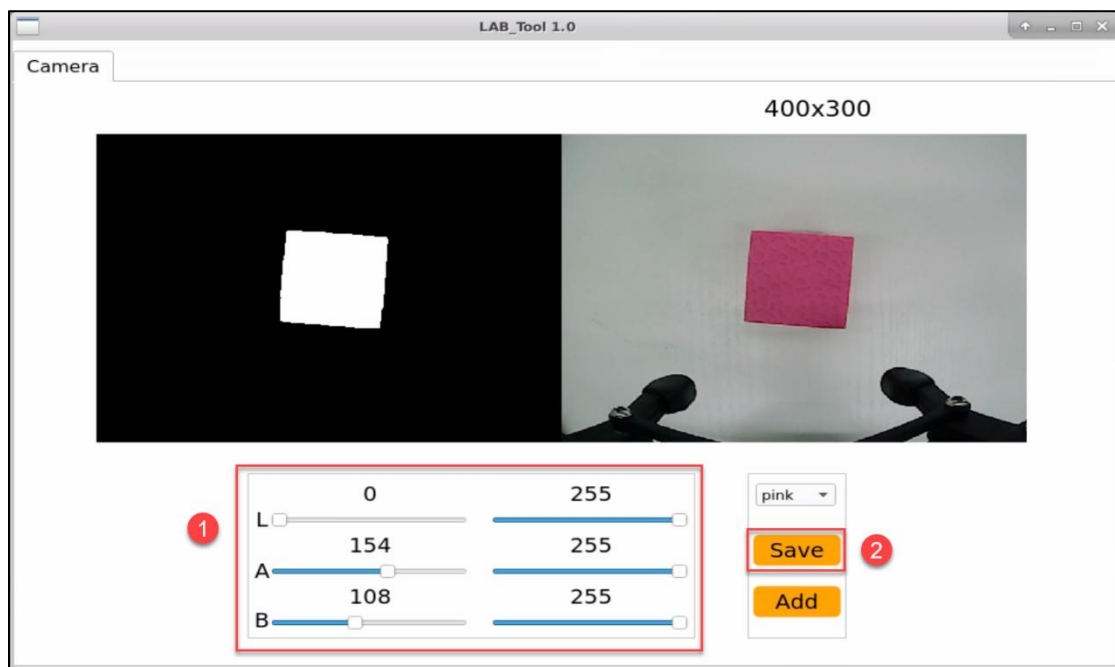 LAB_Tool 1.0
Camera
400x300
0 255
L
154 255
A
108 255
B
1
pink
Save
2
Add